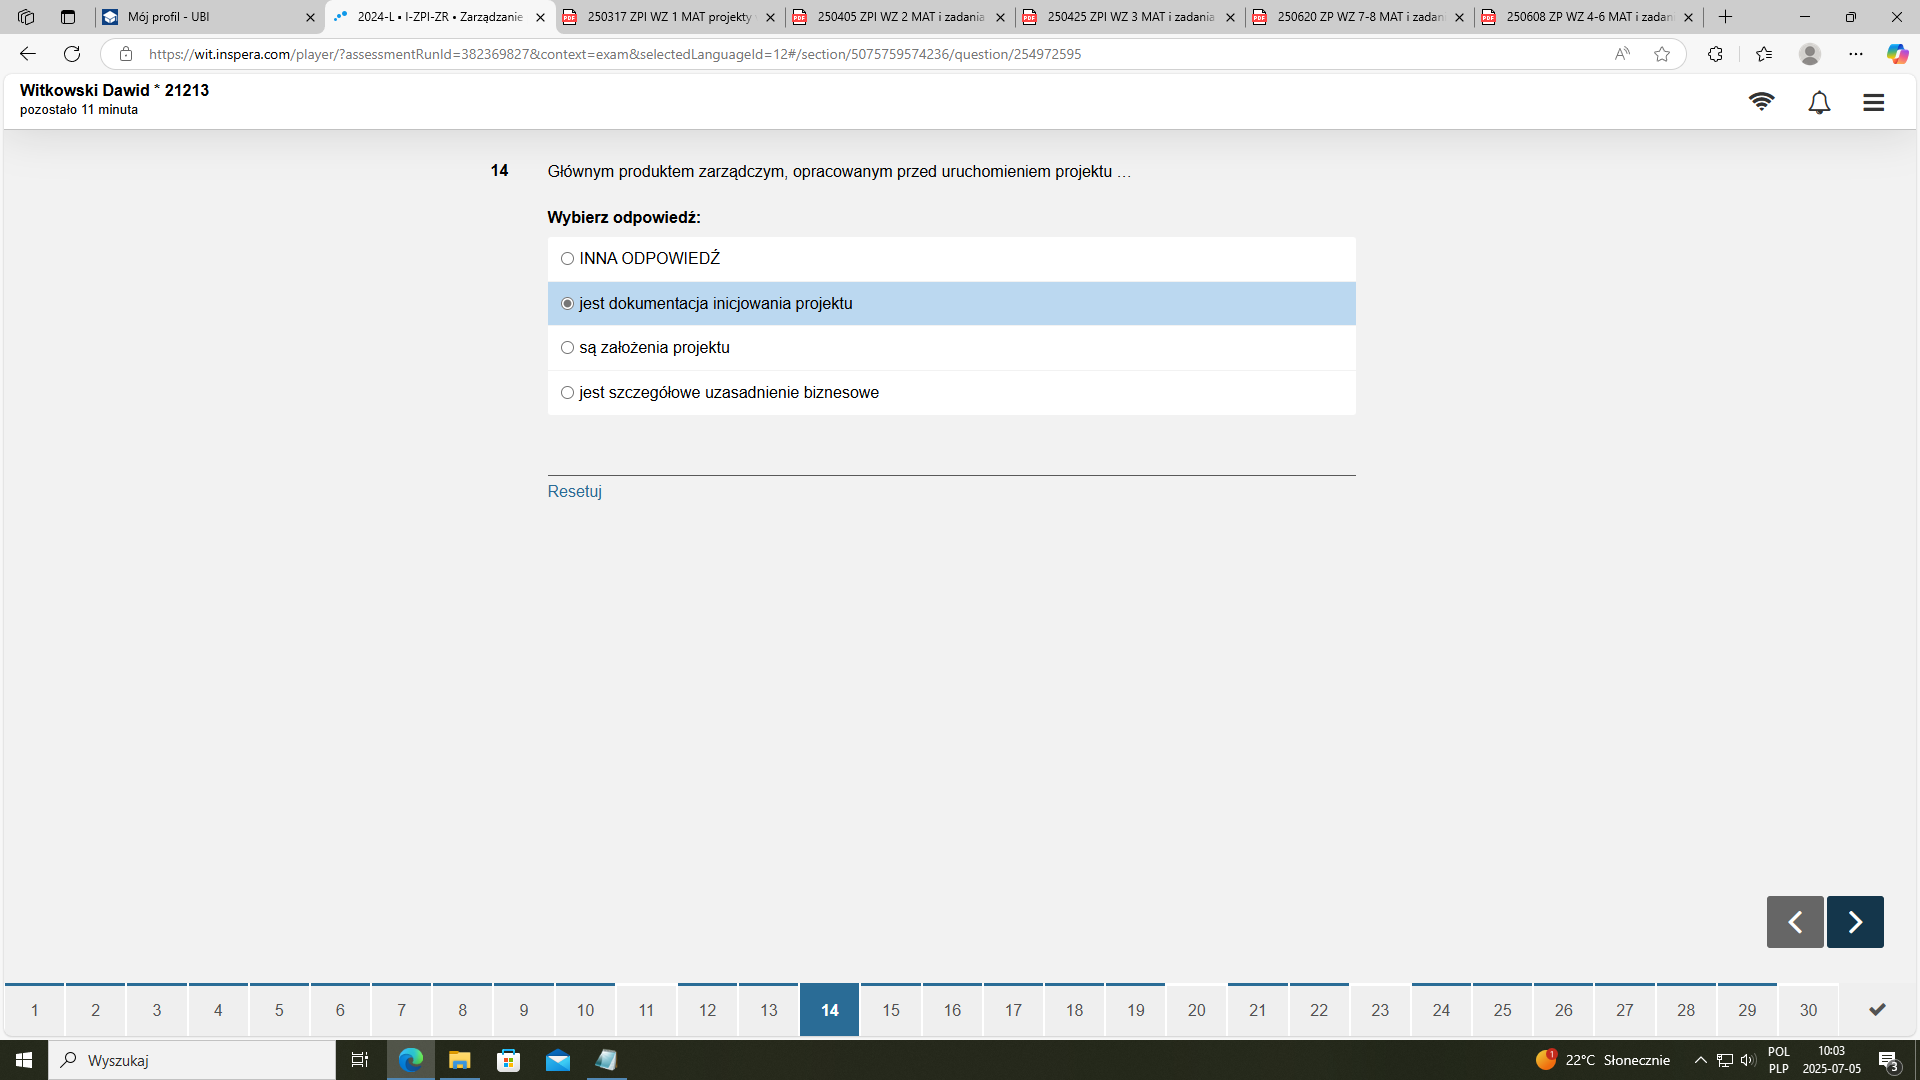 Mój profil - UBI
2024-L • I-ZPI-ZR • Zarządzanie
250317 ZPI WZ 1 MAT projekty
250405 ZPI WZ 2 MAT i zadania
250425 ZPI WZ 3 MAT i zadania
250620 ZP WZ 7-8 MAT i zadan
250608 ZP WZ 4-6 MAT i zadan
https://wit.inspera.com/player/?assessmentRunId=382369827&context=exam&selectedLanguageId=12#/section/5075759574236/question/254972595
Witkowski Dawid * 21213
pozostało 11 minuta
14 Głównym produktem zarządczym, opracowanym przed uruchomieniem projektu …
Wybierz odpowiedź:
INNA ODPOWIEDŹ
jest dokumentacja inicjowania projektu
są założenia projektu
jest szczegółowe uzasadnienie biznesowe
Resetuj
1 2 3 4 5 6 7 8 9 10 11 12 13 14 15 16 17 18 19 20 21 22 23 24 25 26 27 28 29 30
Wyszukaj
1
22°C Słonecznie
POL
PLP
10:03
2025-07-05
3